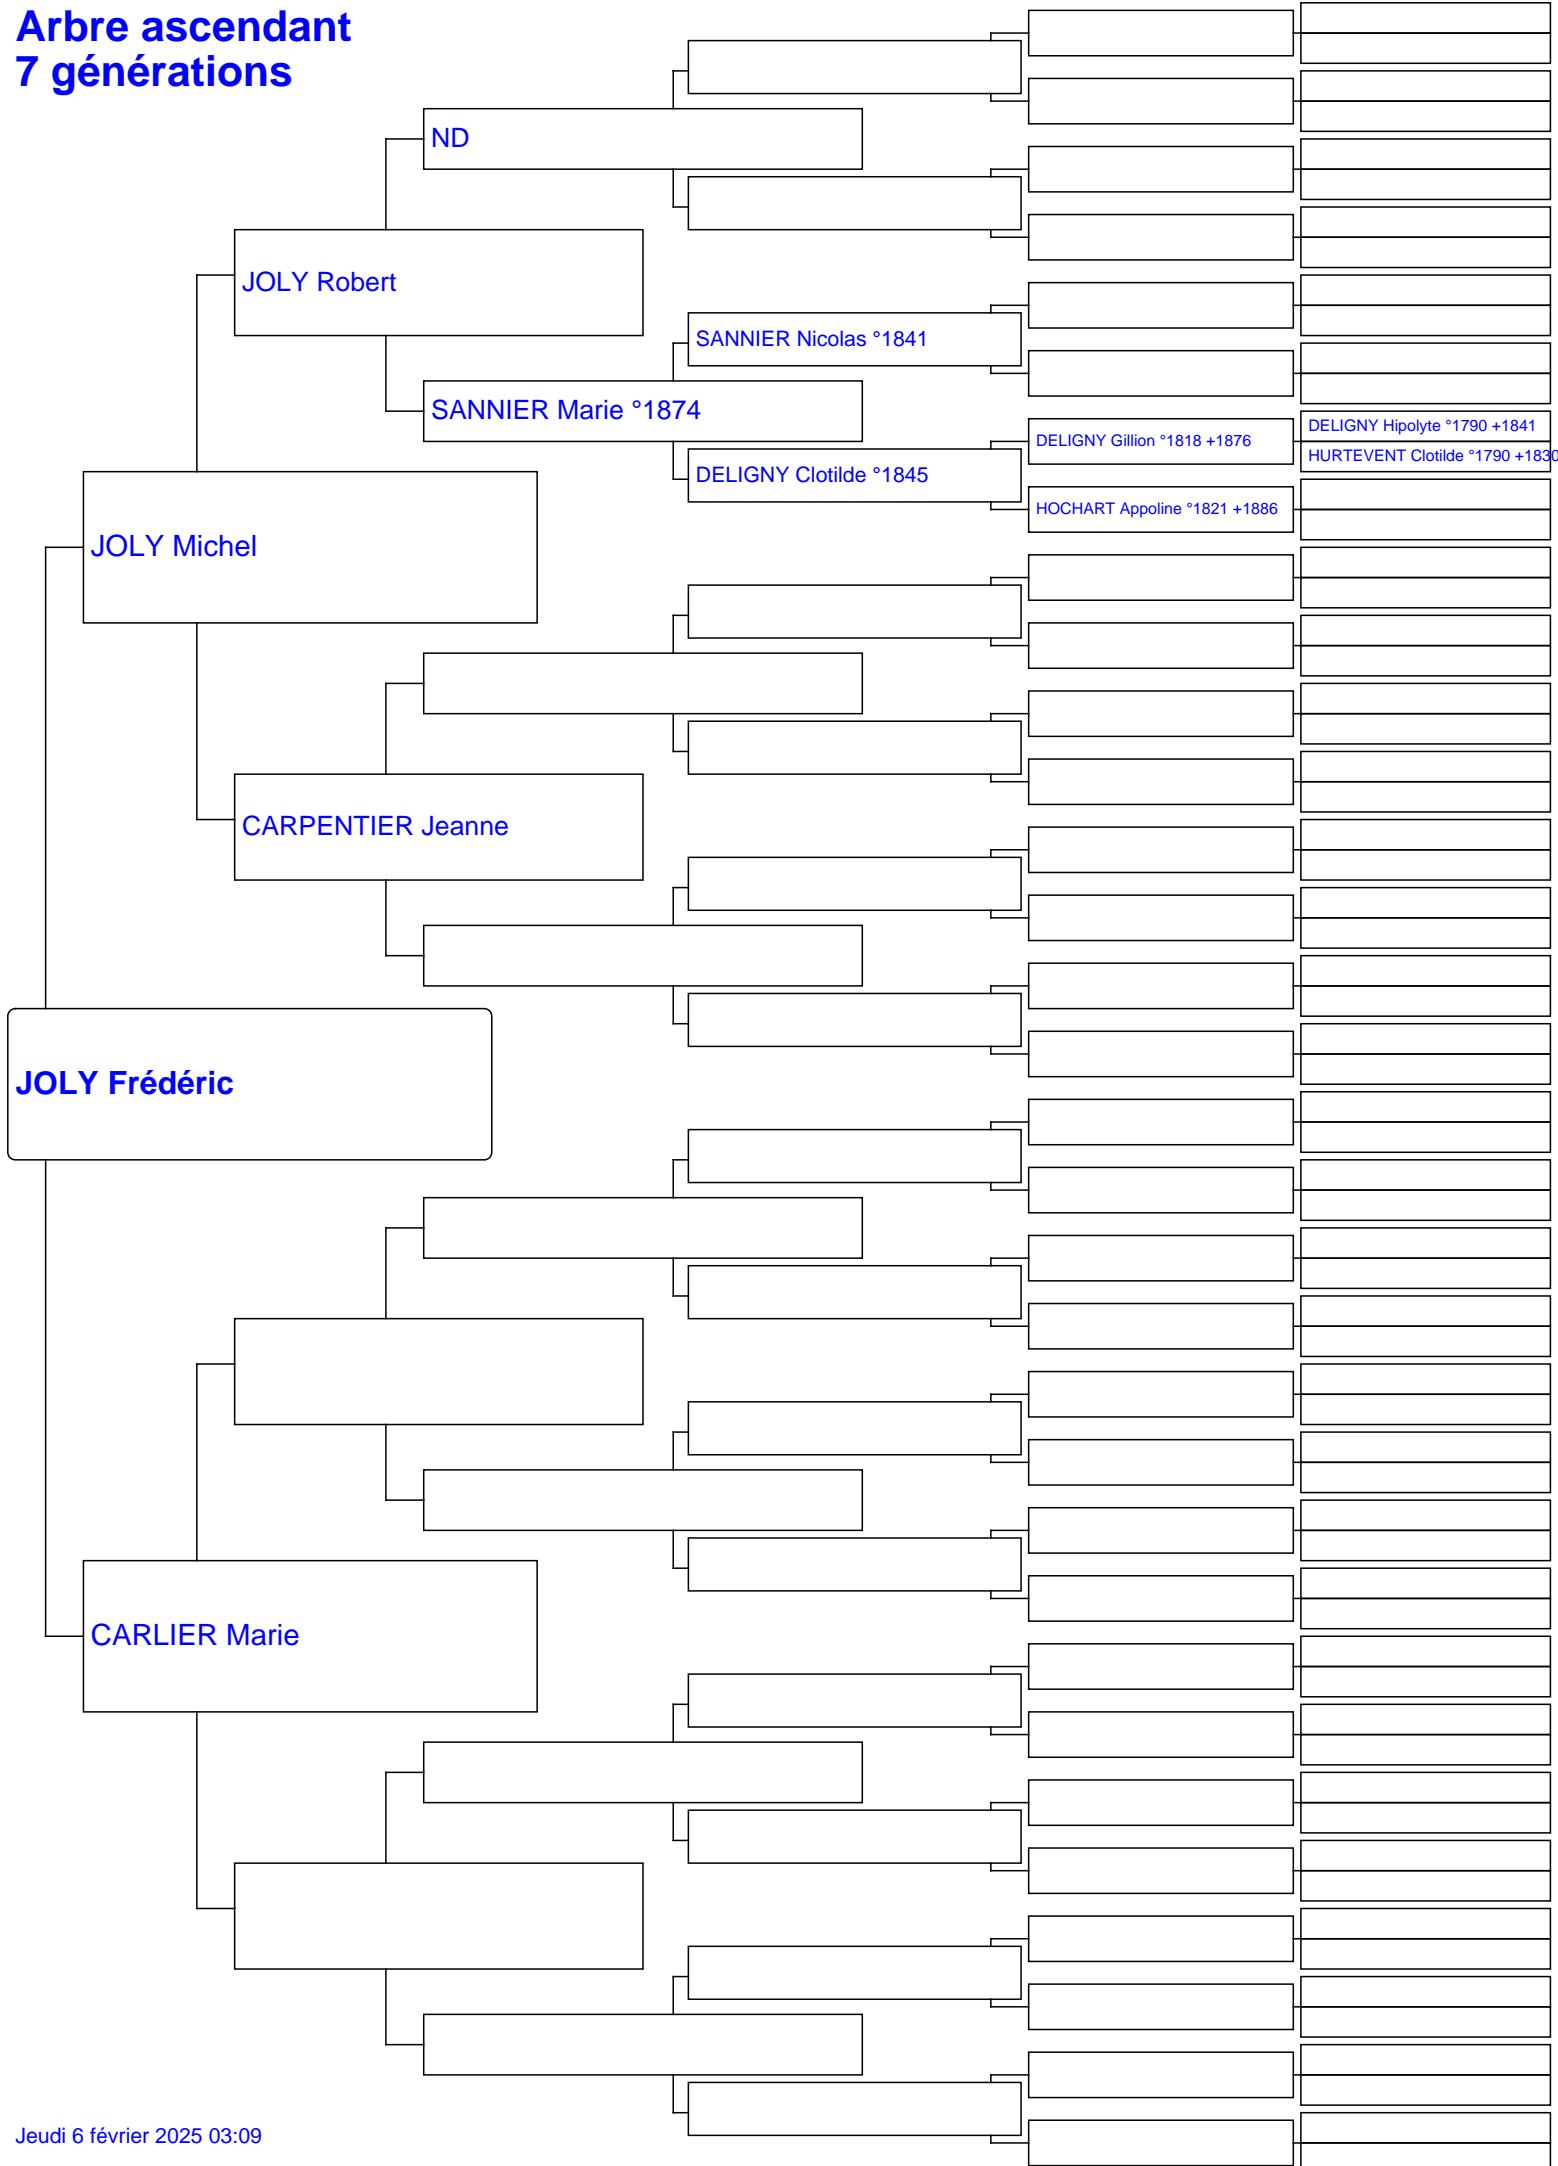 Arbre ascendant
7 générations
ND
JOLY Robert
SANNIER Nicolas °1841
SANNIER Marie °1874
DELIGNY Hipolyte °1790 +1841
DELIGNY Gillion °1818 +1876
HURTEVENT Clotilde °1790 +1830
DELIGNY Clotilde °1845
HOCHART Appoline °1821 +1886
JOLY Michel
CARPENTIER Jeanne
JOLY Frédéric
CARLIER Marie
Jeudi 6 février 2025 03:09